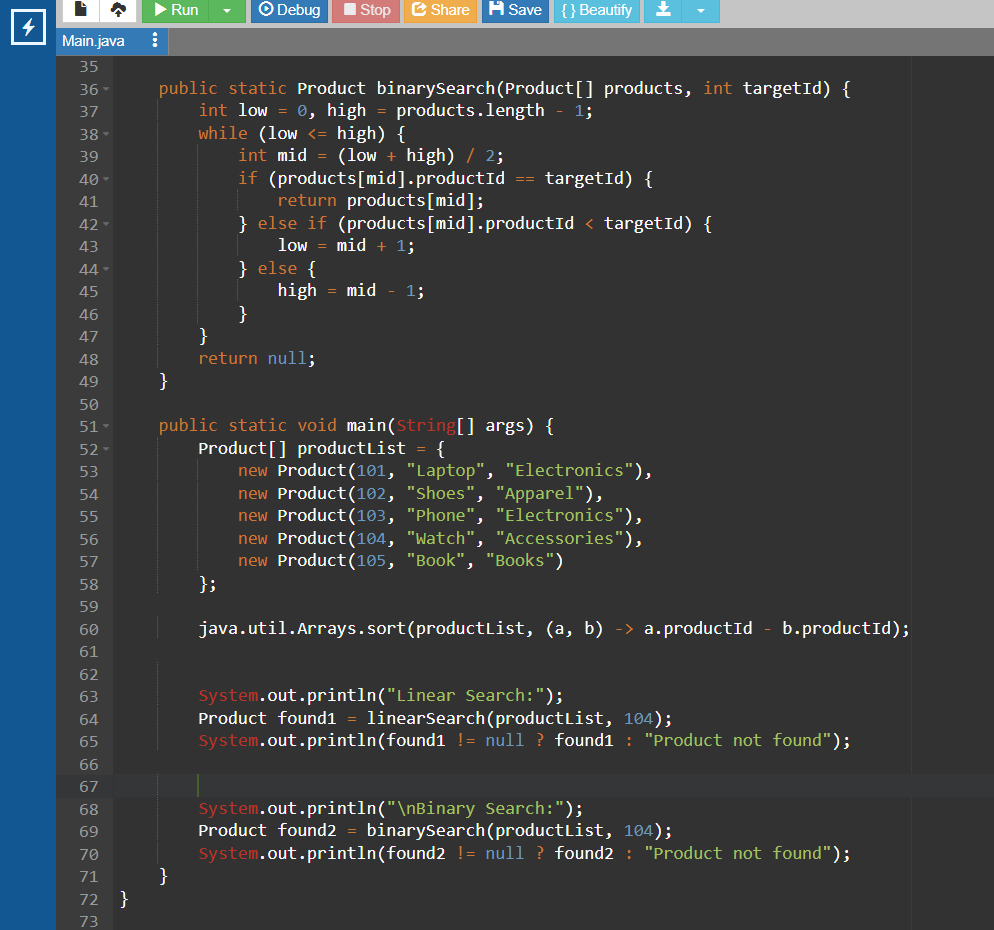 Run Debug Stop Share Save { } Beautify
Main.java
35
36 public static Product binarySearch(Product[] products, int targetId) {
37 int low = 0, high = products.length - 1;
38 while (low <= high) {
39 int mid = (low + high) / 2;
40 if (products[mid].productId == targetId) {
41 return products[mid];
42 } else if (products[mid].productId < targetId) {
43 low = mid + 1;
44 } else {
45 high = mid - 1;
46 }
47 }
48 return null;
49 }
50
51 public static void main(String[] args) {
52 Product[] productList = {
53 new Product(101, "Laptop", "Electronics"),
54 new Product(102, "Shoes", "Apparel"),
55 new Product(103, "Phone", "Electronics"),
56 new Product(104, "Watch", "Accessories"),
57 new Product(105, "Book", "Books")
58 };
59
60 java.util.Arrays.sort(productList, (a, b) -> a.productId - b.productId);
61
62
63 System.out.println("Linear Search:");
64 Product found1 = linearSearch(productList, 104);
65 System.out.println(found1 != null ? found1 : "Product not found");
66
67
68 System.out.println("\nBinary Search:");
69 Product found2 = binarySearch(productList, 104);
70 System.out.println(found2 != null ? found2 : "Product not found");
71 }
72 }
73